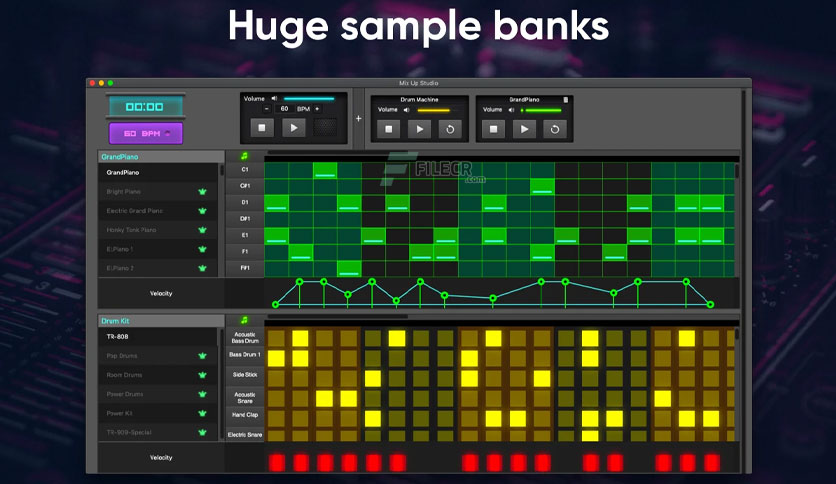 Huge sample banks
Mix Up Studio
00:00
60 BPM
Volume
- 60 BPM +
+
Drum Machine
Volume
GrandPiano
Volume
FILECR
.com
GrandPiano
GrandPiano
Bright Piano
Electric Grand Piano
Honky Tonk Piano
E.Piano 1
E.Piano 2
C1
C#1
D1
D#1
E1
F1
F#1
Velocity
Drum Kit
TR-808
Pop Drums
Room Drums
Power Drums
Power Kit
TR-909-Special
Acoustic
Bass Drum
Bass Drum 1
Side Stick
Acoustic
Snare
Hand Clap
Electric Snare
Velocity